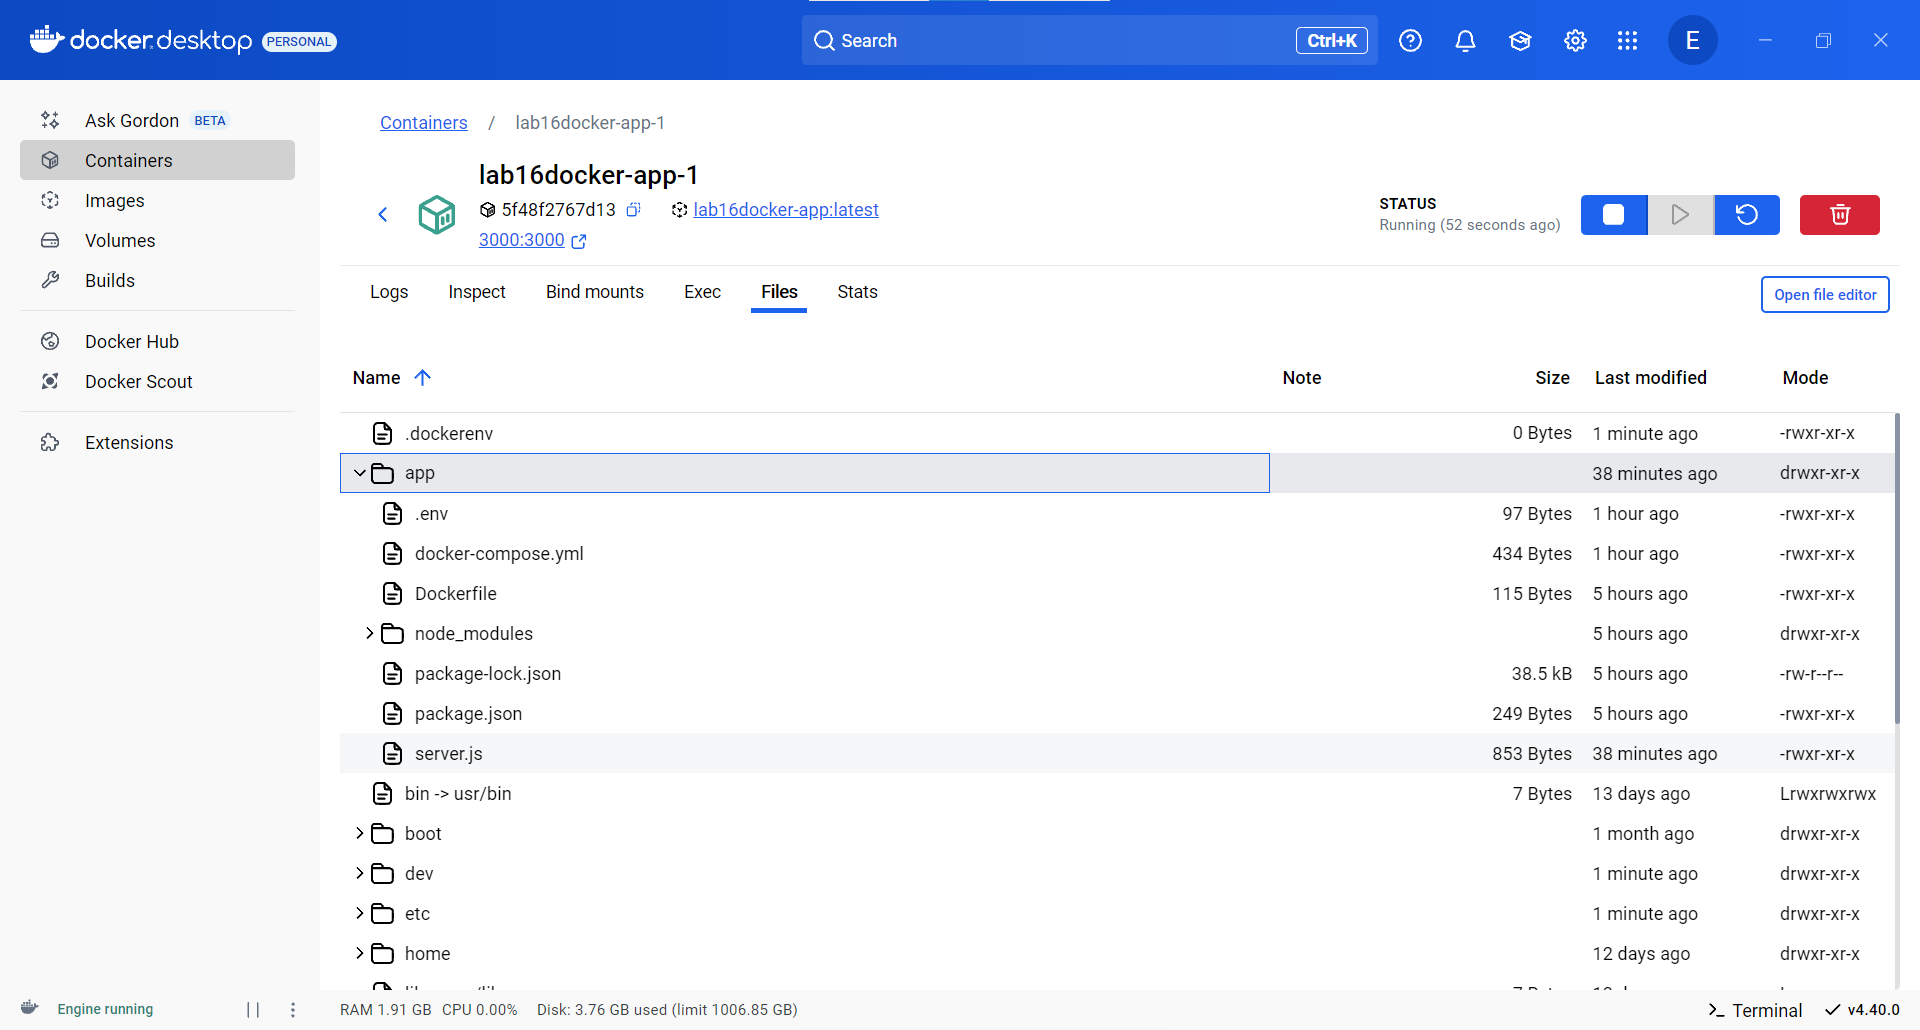 docker desktop PERSONAL
Search Ctrl+K
E
Ask Gordon BETA
Containers
Images
Volumes
Builds
Docker Hub
Docker Scout
Extensions
Containers / lab16docker-app-1
lab16docker-app-1
5f48f2767d13 lab16docker-app:latest
3000:3000
STATUS
Running (52 seconds ago)
Logs Inspect Bind mounts Exec Files Stats
Open file editor
Name Note Size Last modified Mode
.dockerenv 0 Bytes 1 minute ago -rwxr-xr-x
app 38 minutes ago drwxr-xr-x
.env 97 Bytes 1 hour ago -rwxr-xr-x
docker-compose.yml 434 Bytes 1 hour ago -rwxr-xr-x
Dockerfile 115 Bytes 5 hours ago -rwxr-xr-x
node_modules 5 hours ago drwxr-xr-x
package-lock.json 38.5 kB 5 hours ago -rw-r--r--
package.json 249 Bytes 5 hours ago -rwxr-xr-x
server.js 853 Bytes 38 minutes ago -rwxr-xr-x
bin -> usr/bin 7 Bytes 13 days ago Lrwxrwxrwx
boot 1 month ago drwxr-xr-x
dev 1 minute ago drwxr-xr-x
etc 1 minute ago drwxr-xr-x
home 12 days ago drwxr-xr-x
Engine running
RAM 1.91 GB CPU 0.00% Disk: 3.76 GB used (limit 1006.85 GB)
>_ Terminal v4.40.0